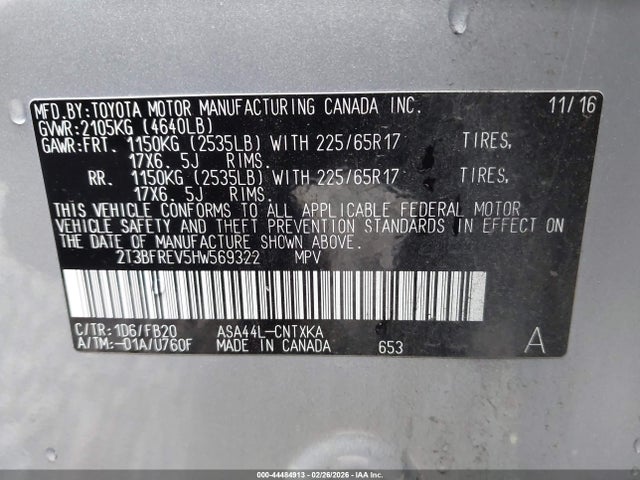 MFD.BY:TOYOTA MOTOR MANUFACTURING CANADA INC. 11/16
GVWR:2105KG (4640LB)
GAWR:FRT. 1150KG (2535LB) WITH 225/65R17 TIRES,
17X6. 5J RIMS.
RR. 1150KG (2535LB) WITH 225/65R17 TIRES,
17X6. 5J RIMS.
THIS VEHICLE CONFORMS TO ALL APPLICABLE FEDERAL MOTOR
VEHICLE SAFETY AND THEFT PREVENTION STANDARDS IN EFFECT ON
THE DATE OF MANUFACTURE SHOWN ABOVE.
2T3BFREV5HW569322 MPV
C/TR:1D6/FB20 ASA44L-CNTXKA
A/TM:-01A/U760F MADE IN CANADA 653 A
000-44484913 - 02/26/2026 - IAAI.COM